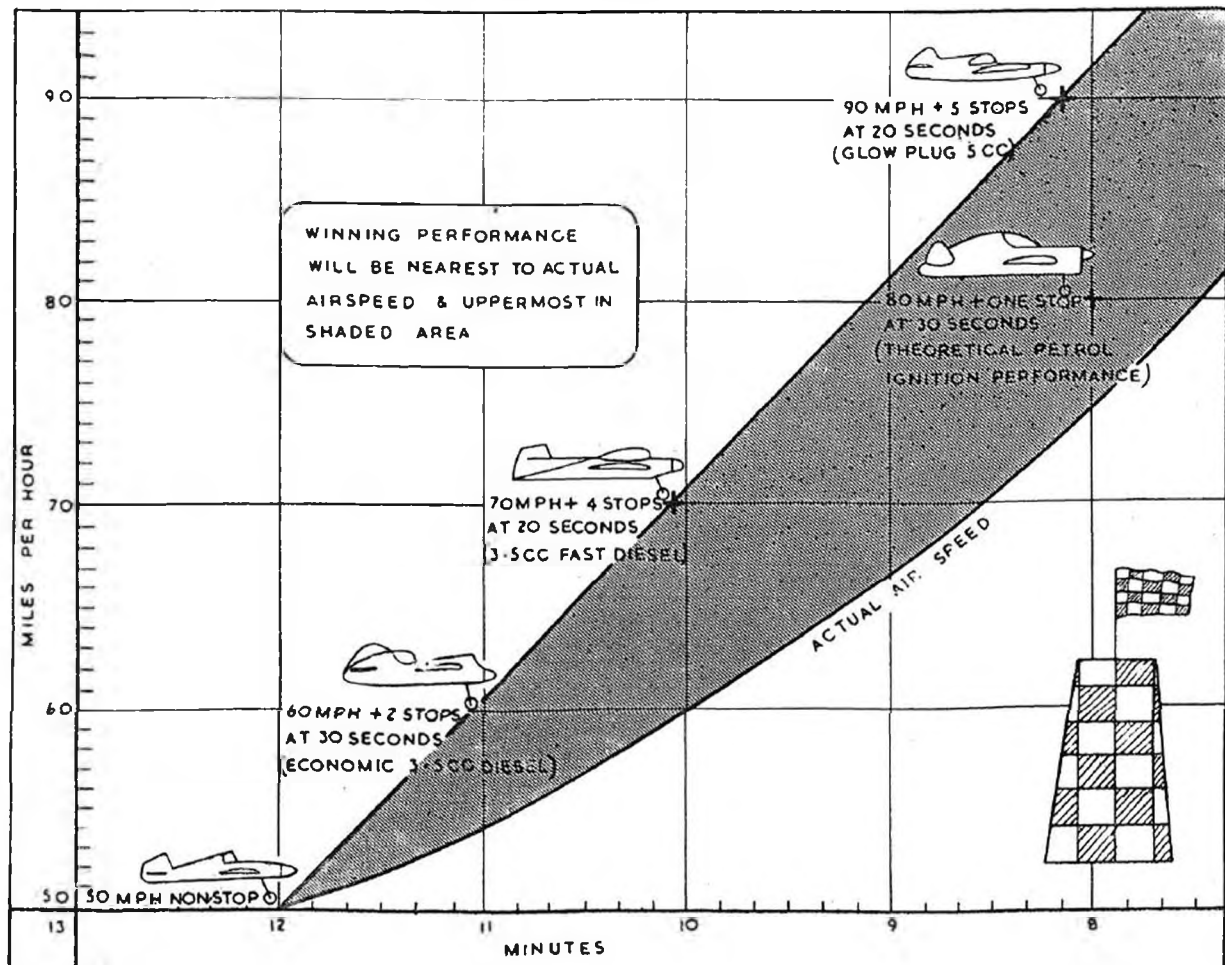 90
90 MPH + 5 STOPS
AT 20 SECONDS
(GLOW PLUG 5 CC)
WINNING PERFORMANCE
WILL BE NEAREST TO ACTUAL
AIRSPEED & UPPERMOST IN
SHADED AREA
80
80 MPH + ONE STOP
AT 30 SECONDS
(THEORETICAL PETROL
IGNITION PERFORMANCE)
MILES PER HOUR
70
70MPH + 4 STOPS
AT 20 SECONDS
(3·5CC FAST DIESEL)
ACTUAL AIR SPEED
60
60 MPH + 2 STOPS
AT 30 SECONDS
(ECONOMIC 3·5CC DIESEL)
50
50 MPH NON-STOP
13 12 11 10 9 8
MINUTES